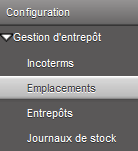 Configuration
Gestion d'entrepôt
Incoterms
Emplacements
Entrepôts
Journaux de stock